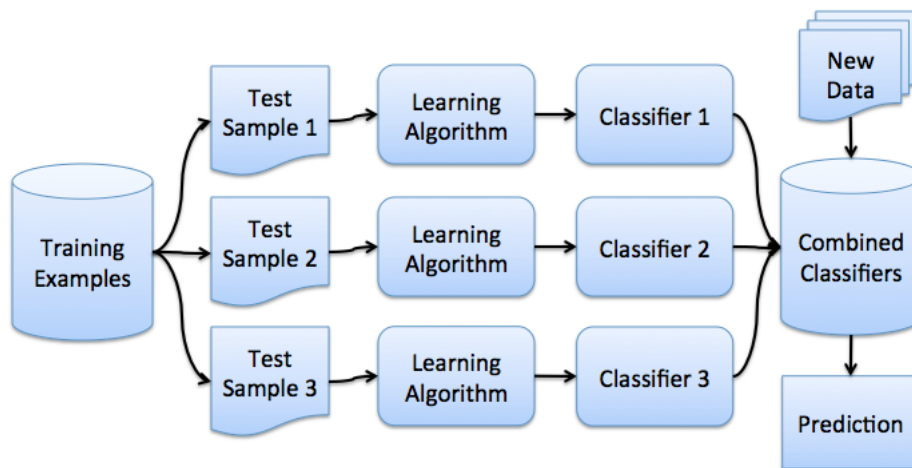 Training
Examples
Test
Sample 1
Learning
Algorithm
Classifier 1
Test
Sample 2
Learning
Algorithm
Classifier 2
Test
Sample 3
Learning
Algorithm
Classifier 3
New
Data
Combined
Classifiers
Prediction